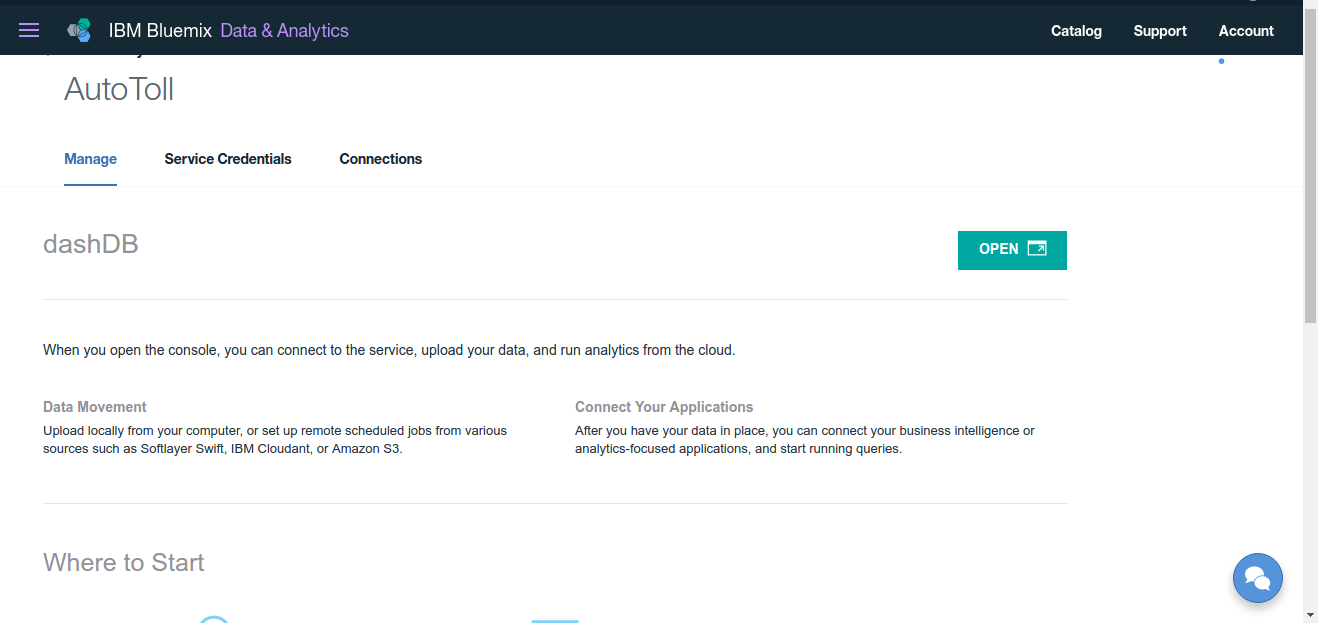 IBM Bluemix Data & Analytics
Catalog
Support
Account
AutoToll
Manage
Service Credentials
Connections
dashDB
OPEN
When you open the console, you can connect to the service, upload your data, and run analytics from the cloud.
Data Movement
Upload locally from your computer, or set up remote scheduled jobs from various
sources such as Softlayer Swift, IBM Cloudant, or Amazon S3.
Connect Your Applications
After you have your data in place, you can connect your business intelligence or
analytics-focused applications, and start running queries.
Where to Start